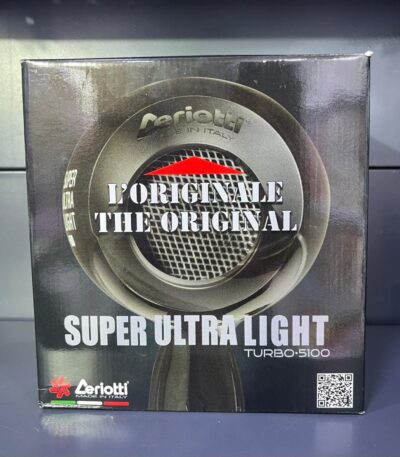 Ceriotti
MADE IN ITALY
SUPER
ULTRA
LIGHT
L'ORIGINALE
THE ORIGINAL
SUPER ULTRA LIGHT
TURBO•5100
Ceriotti
MADE IN ITALY